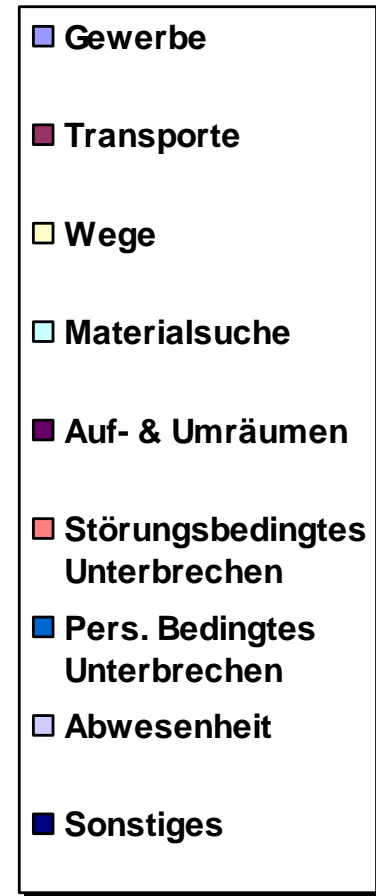 Gewerbe
Transporte
Wege
Materialsuche
Auf- & Umräumen
Störungsbedingtes
Unterbrechen
Pers. Bedingtes
Unterbrechen
Abwesenheit
Sonstiges